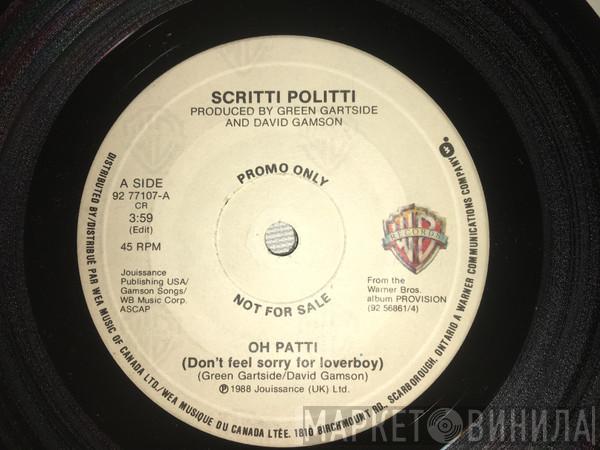 SCRITTI POLITTI
PRODUCED BY GREEN GARTSIDE
AND DAVID GAMSON
PROMO ONLY
A SIDE
92 77107-A
CR
3:59
(Edit)
45 RPM
Jouissance
Publishing USA/
Gamson Songs/
WB Music Corp.
ASCAP
WB
RECORDS
From the
Warner Bros.
album PROVISION
(92 56861/4)
NOT FOR SALE
OH PATTI
(Don't feel sorry for loverboy)
(Green Gartside/David Gamson)
℗ 1988 Jouissance (UK) Ltd.
DISTRIBUTED BY/DISTRIBUÉ PAR WEA MUSIC OF CANADA LTD./WEA MUSIQUE DU CANADA LTÉE. 1810 BIRCHMOUNT RD., SCARBOROUGH, ONTARIO A WARNER COMMUNICATIONS COMPANY
МАРКЕТ ВИНИЛА